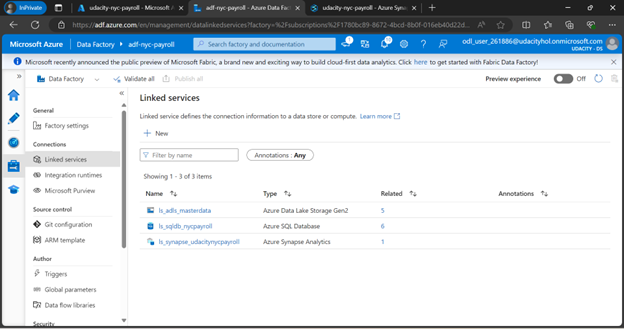 InPrivate
udacity-nyc-payroll - Microsoft A
adf-nyc-payroll - Azure Data Fac
udacity-nyc-payroll - Azure Syna
https://adf.azure.com/en/management/datalinkedservices?factory=%2Fsubscriptions%2F1780bc89-8672-4bcd-8b0f-016eb40d22d...
Microsoft Azure
Data Factory
adf-nyc-payroll
Search factory and documentation
odl_user_261886@udacityhol.onmicrosoft.com
UDACITY - DS
Microsoft recently announced the public preview of Microsoft Fabric, a brand new and exciting way to build cloud-first data analytics. Click here to get started with Fabric Data Factory!
Data Factory
Validate all
Publish all
Preview experience
Off
General
Factory settings
Connections
Linked services
Integration runtimes
Microsoft Purview
Source control
Git configuration
ARM template
Author
Triggers
Global parameters
Data flow libraries
Security
Linked services
Linked service defines the connection information to a data store or compute. Learn more
New
Filter by name
Annotations : Any
Showing 1 - 3 of 3 items
Name Type Related Annotations
ls_adls_masterdata Azure Data Lake Storage Gen2 5
ls_sqldb_nycpayroll Azure SQL Database 6
ls_synapse_udacitynycpayroll Azure Synapse Analytics 1